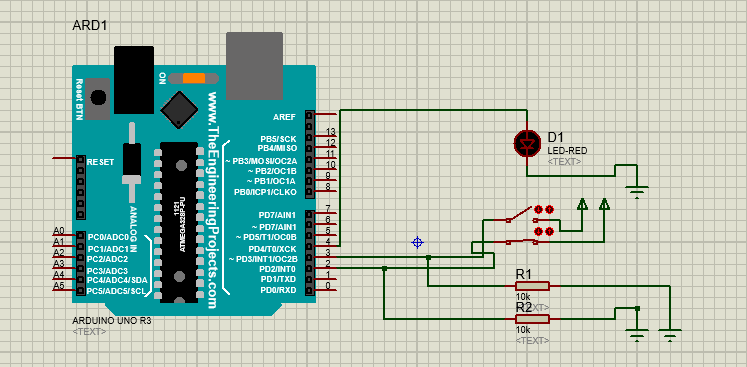 ARD1
ON
Reset BTN
www.TheEngineeringProjects.com
1221
ATMEGA328P-PU
ANALOG IN
RESET
AREF
PB5/SCK
13
PB4/MISO
12
~ PB3/MOSI/OC2A
11
~ PB2/OC1B
10
~ PB1/OC1A
9
PB0/ICP1/CLKO
8
PD7/AIN1
7
~ PD7/AIN1
6
~ PD5/T1/OC0B
5
PD4/T0/XCK
4
~ PD3/INT1/OC2B
3
PD2/INT0
2
PD1/TXD
1
PD0/RXD
0
A0
PC0/ADC0
A1
PC1/ADC1
A2
PC2/ADC2
A3
PC3/ADC3
A4
PC4/ADC4/SDA
A5
PC5/ADC5/SCL
ARDUINO UNO R3
<TEXT>
D1
LED-RED
<TEXT>
R1
10k
<TEXT>
R2
10k
<TEXT>